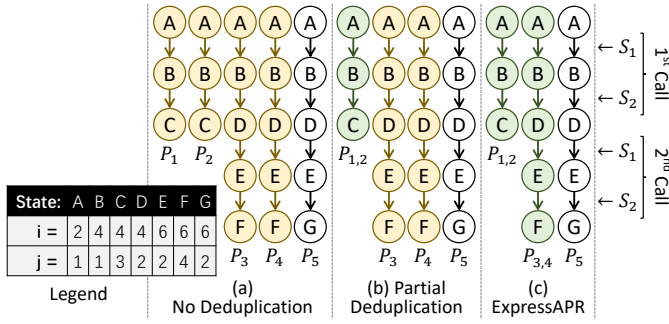 A A A A A A A A A A A A
← S1
B B B B B B B B B B B B
← S2
1st Call
C C D D D C D D D C D D
P1 P2 P1,2 P1,2
← S1
E E E E E E E E
← S2
2nd Call
F F G F F G F G
P3 P4 P5 P3 P4 P5 P3,4 P5
State: A B C D E F G
i = 2 4 4 4 6 6 6
j = 1 1 3 2 2 4 2
Legend
(a)
No Deduplication
(b) Partial
Deduplication
(c)
ExpressAPR